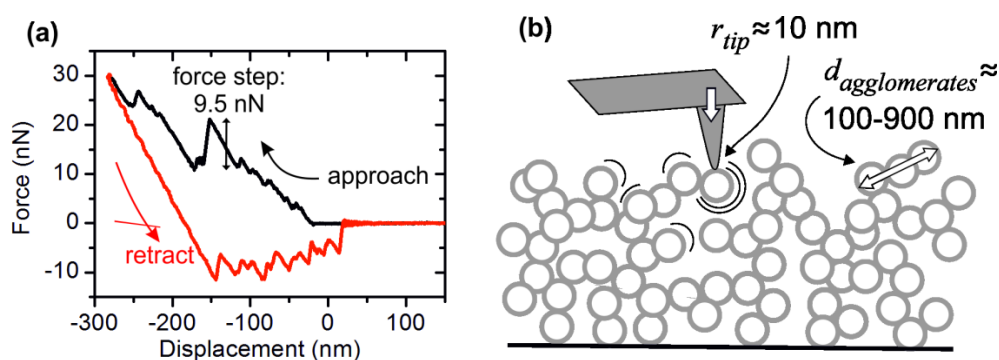 (a)
30
20
10
0
-10
Force (nN)
force step:
9.5 nN
approach
retract
-300
-200
-100
0
100
Displacement (nm)
(b)
r_tip≈10 nm
d_agglomerates≈
100-900 nm